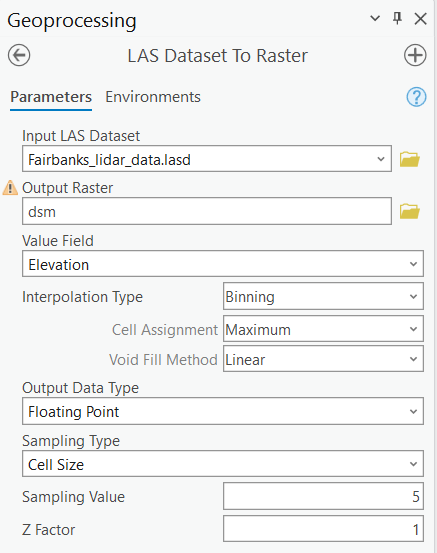 Geoprocessing
LAS Dataset To Raster
Parameters Environments
Input LAS Dataset
Fairbanks_lidar_data.lasd
Output Raster
dsm
Value Field
Elevation
Interpolation Type Binning
Cell Assignment Maximum
Void Fill Method Linear
Output Data Type
Floating Point
Sampling Type
Cell Size
Sampling Value 5
Z Factor 1